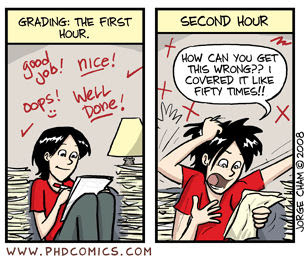 GRADING: THE FIRST
HOUR.
good
job!
nice!
oops!
Well
Done!
SECOND HOUR
HOW CAN YOU GET
THIS WRONG?? I
COVERED IT LIKE
FIFTY TIMES!!
JORGE CHAM © 2008
WWW.PHDCOMICS.COM